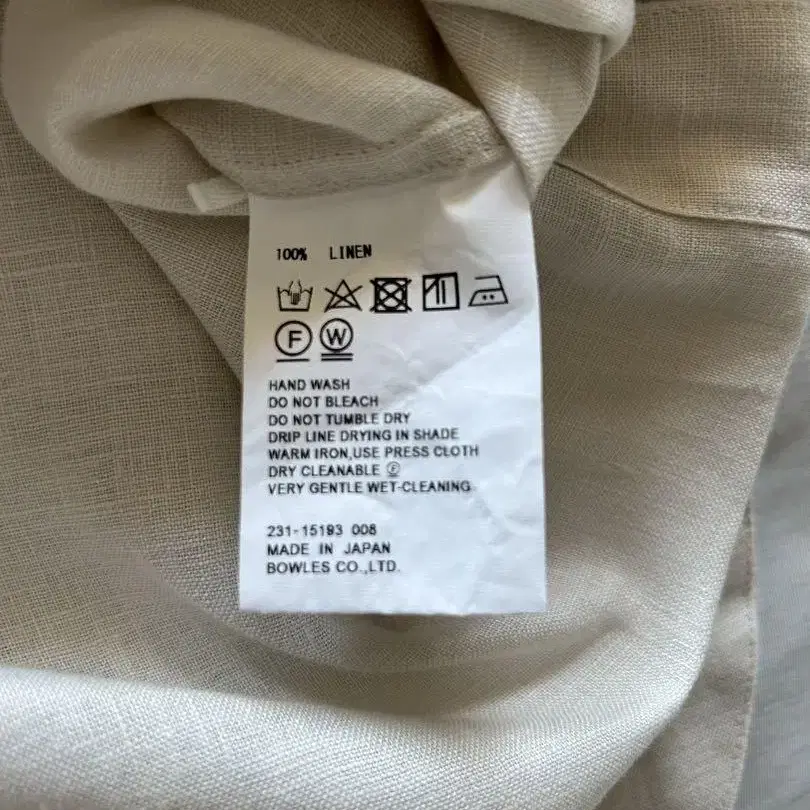 100% LINEN
F W
HAND WASH
DO NOT BLEACH
DO NOT TUMBLE DRY
DRIP LINE DRYING IN SHADE
WARM IRON,USE PRESS CLOTH
DRY CLEANABLE Ⓕ
VERY GENTLE WET-CLEANING
231-15193 008
MADE IN JAPAN
BOWLES CO.,LTD.